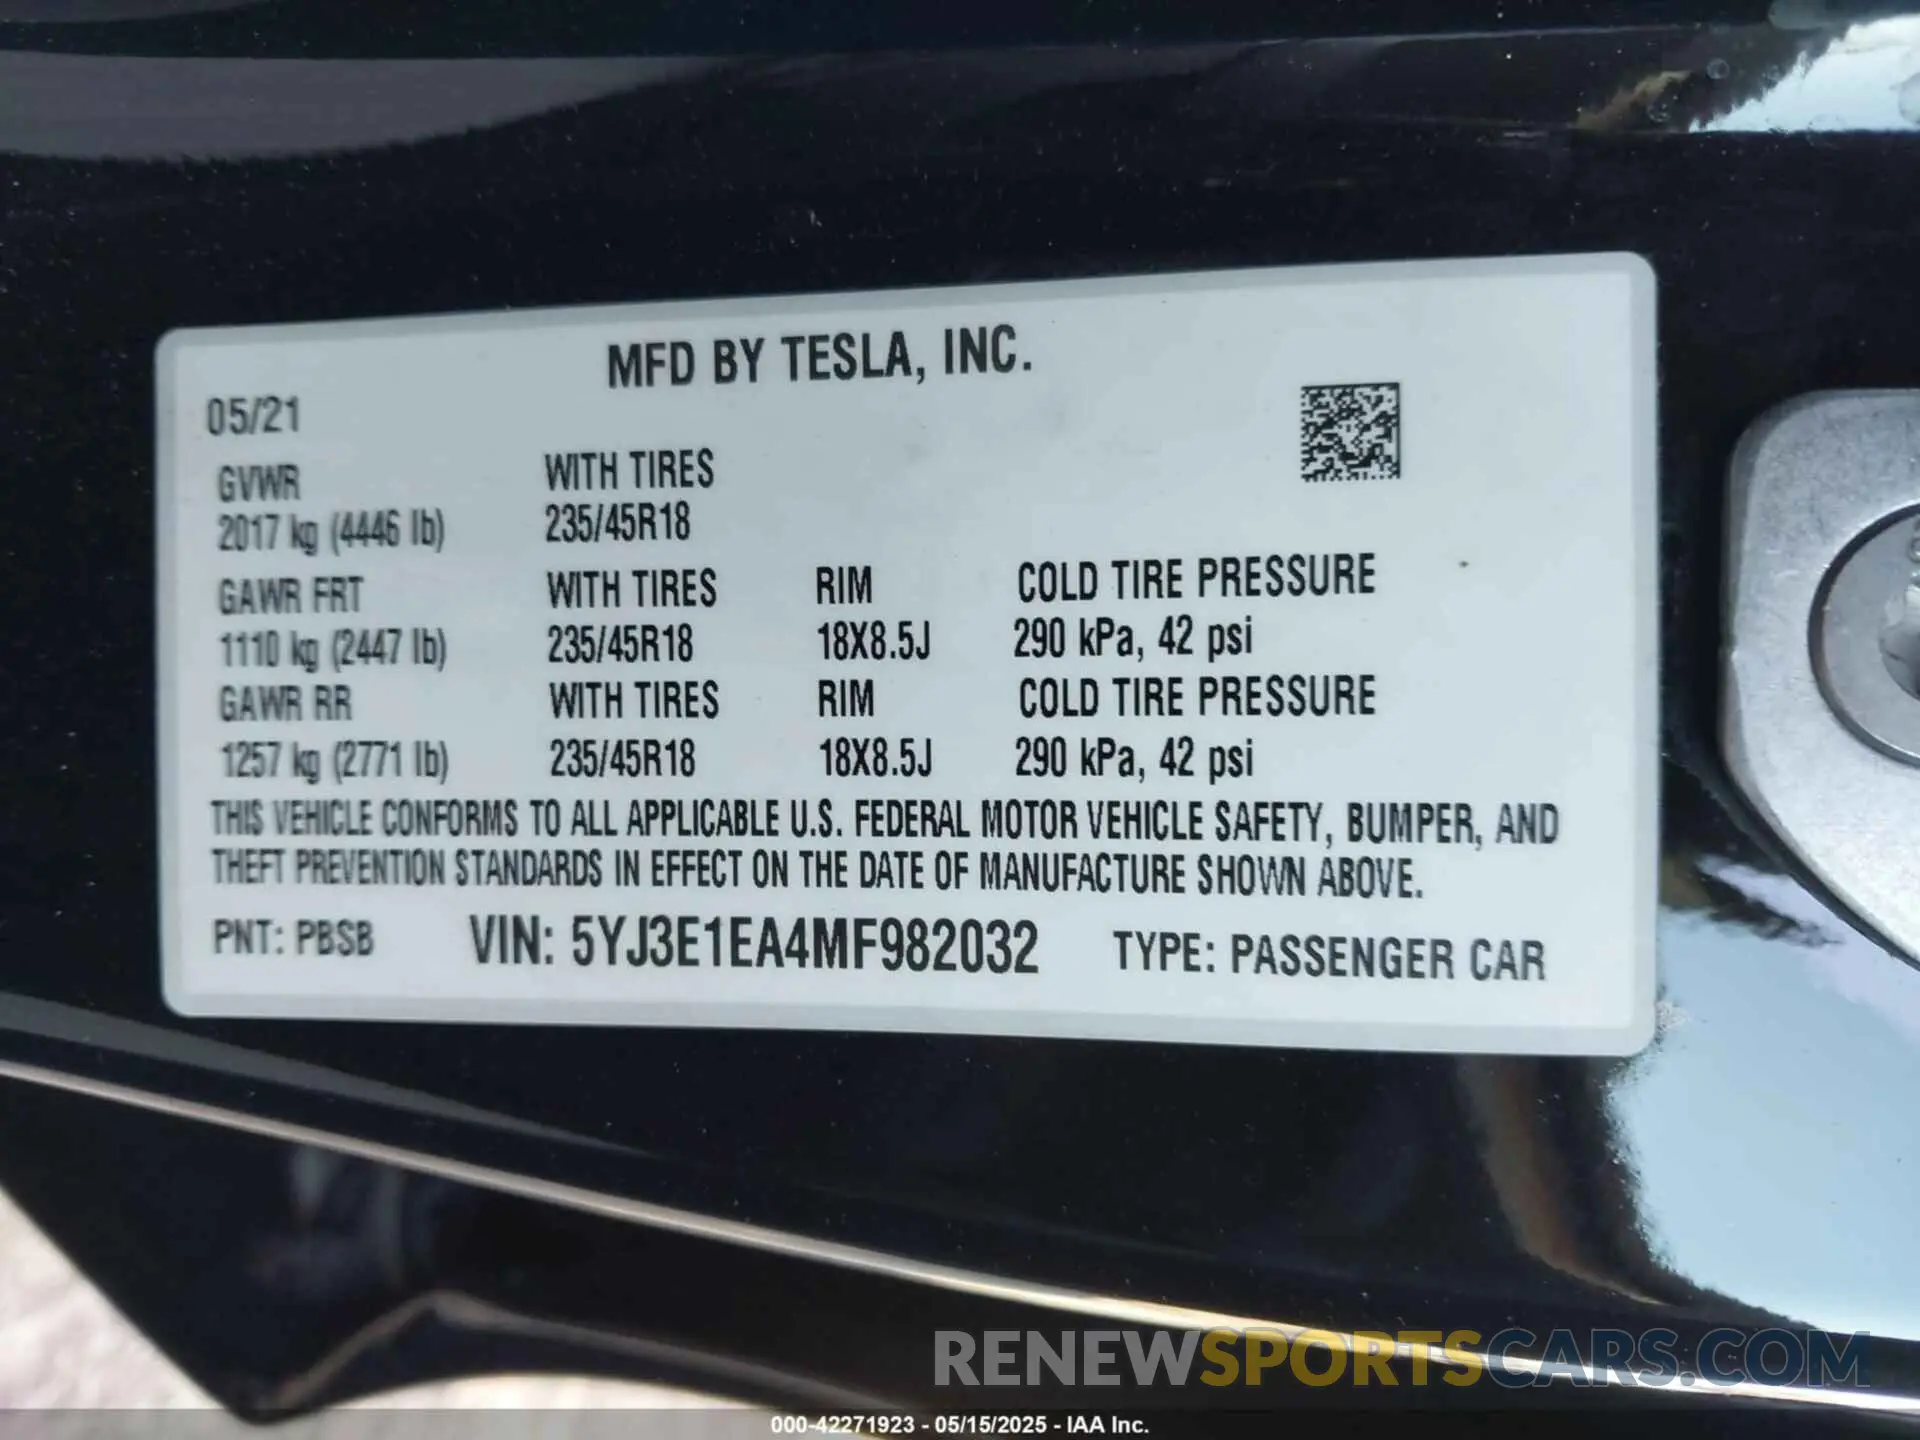 MFD BY TESLA, INC.
05/21
GVWR WITH TIRES
2017 kg (4446 lb) 235/45R18
GAWR FRT WITH TIRES RIM COLD TIRE PRESSURE
1110 kg (2447 lb) 235/45R18 18X8.5J 290 kPa, 42 psi
GAWR RR WITH TIRES RIM COLD TIRE PRESSURE
1257 kg (2771 lb) 235/45R18 18X8.5J 290 kPa, 42 psi
THIS VEHICLE CONFORMS TO ALL APPLICABLE U.S. FEDERAL MOTOR VEHICLE SAFETY, BUMPER, AND
THEFT PREVENTION STANDARDS IN EFFECT ON THE DATE OF MANUFACTURE SHOWN ABOVE.
PNT: PBSB VIN: 5YJ3E1EA4MF982032 TYPE: PASSENGER CAR
RENEWSPORTSCARS.COM
000-42271923 - 05/15/2025 - IAA Inc.